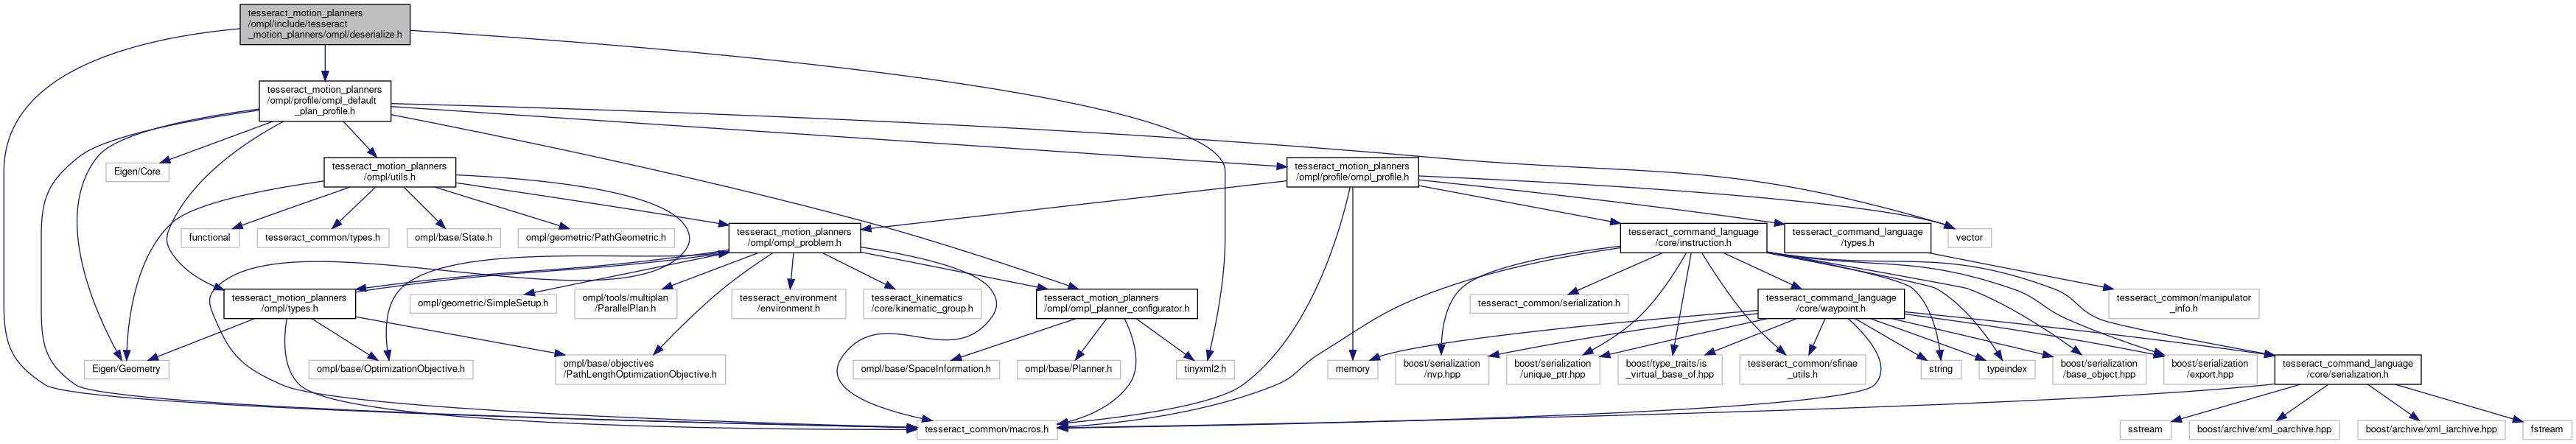 tesseract_motion_planners
/ompl/include/tesseract
_motion_planners/ompl/deserialize.h
tesseract_motion_planners
/ompl/profile/ompl_default
_plan_profile.h
Eigen/Core
tesseract_motion_planners
/ompl/utils.h
tesseract_motion_planners
/ompl/profile/ompl_profile.h
functional
tesseract_common/types.h
ompl/base/State.h
ompl/geometric/PathGeometric.h
tesseract_motion_planners
/ompl/ompl_problem.h
tesseract_command_language
/core/instruction.h
tesseract_command_language
/types.h
vector
tesseract_motion_planners
/ompl/types.h
ompl/geometric/SimpleSetup.h
ompl/tools/multiplan
/ParallelPlan.h
tesseract_environment
/environment.h
tesseract_kinematics
/core/kinematic_group.h
tesseract_motion_planners
/ompl/ompl_planner_configurator.h
tesseract_common/serialization.h
tesseract_command_language
/core/waypoint.h
tesseract_common/manipulator
_info.h
Eigen/Geometry
ompl/base/OptimizationObjective.h
ompl/base/objectives
/PathLengthOptimizationObjective.h
ompl/base/SpaceInformation.h
ompl/base/Planner.h
tinyxml2.h
memory
boost/serialization
/nvp.hpp
boost/serialization
/unique_ptr.hpp
boost/type_traits/is
_virtual_base_of.hpp
tesseract_common/sfinae
_utils.h
string
typeindex
boost/serialization
/base_object.hpp
boost/serialization
/export.hpp
tesseract_command_language
/core/serialization.h
tesseract_common/macros.h
sstream
boost/archive/xml_oarchive.hpp
boost/archive/xml_iarchive.hpp
fstream